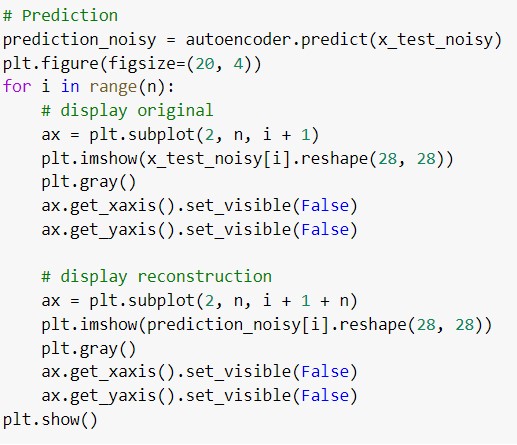 # Prediction
prediction_noisy = autoencoder.predict(x_test_noisy)
plt.figure(figsize=(20, 4))
for i in range(n):
    # display original
    ax = plt.subplot(2, n, i + 1)
    plt.imshow(x_test_noisy[i].reshape(28, 28))
    plt.gray()
    ax.get_xaxis().set_visible(False)
    ax.get_yaxis().set_visible(False)

    # display reconstruction
    ax = plt.subplot(2, n, i + 1 + n)
    plt.imshow(prediction_noisy[i].reshape(28, 28))
    plt.gray()
    ax.get_xaxis().set_visible(False)
    ax.get_yaxis().set_visible(False)
plt.show()